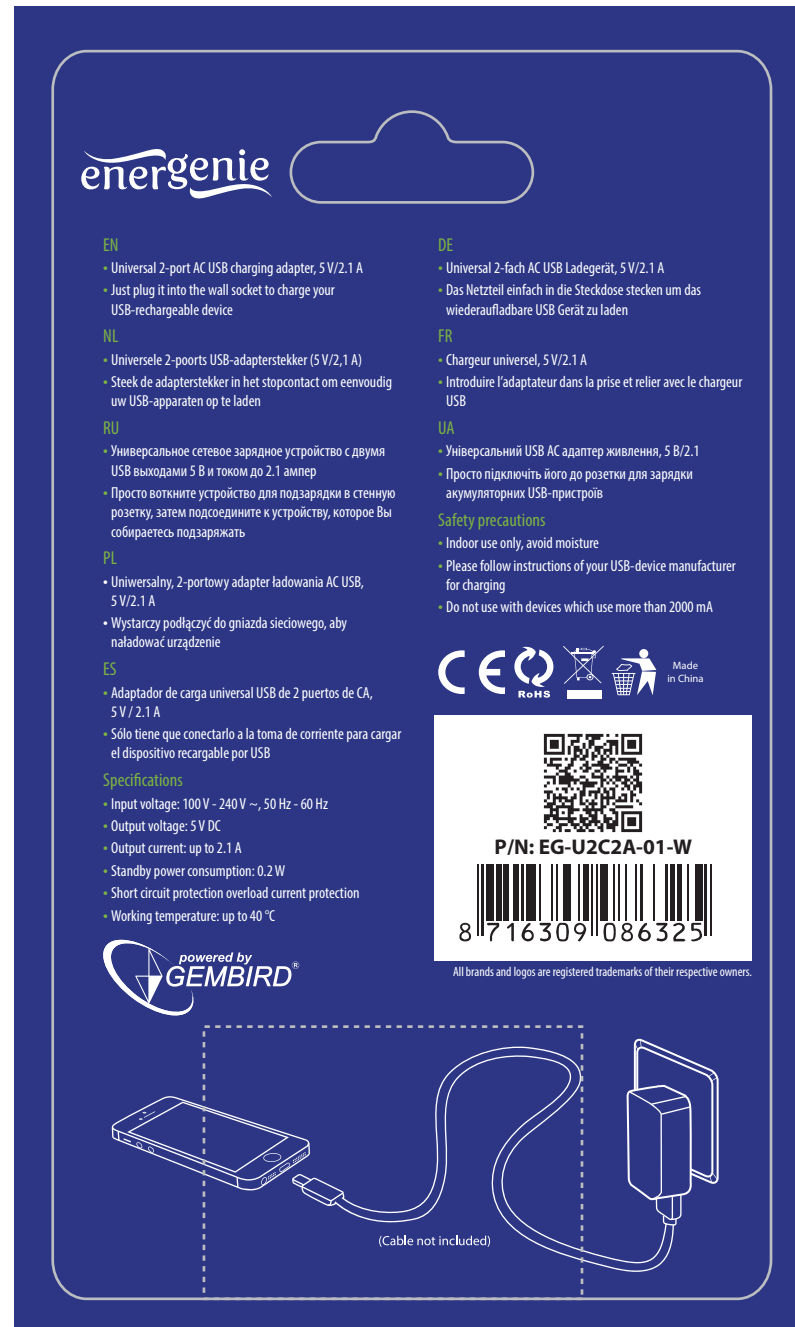 energenie
EN
• Universal 2-port AC USB charging adapter, 5 V/2.1 A
• Just plug it into the wall socket to charge your
USB-rechargeable device
NL
• Universele 2-poorts USB-adapterstekker (5 V/2,1 A)
• Steek de adapterstekker in het stopcontact om eenvoudig
uw USB-apparaten op te laden
RU
• Универсальное сетевое зарядное устройство с двумя
USB выходами 5 В и током до 2.1 ампер
• Просто воткните устройство для подзарядки в стенную
розетку, затем подсоедините к устройству, которое Вы
собираетесь подзаряжать
PL
• Uniwersalny, 2-portowy adapter ładowania AC USB,
5 V/2.1 A
• Wystarczy podłączyć do gniazda sieciowego, aby
naładować urządzenie
ES
• Adaptador de carga universal USB de 2 puertos de CA,
5 V / 2.1 A
• Sólo tiene que conectarlo a la toma de corriente para cargar
el dispositivo recargable por USB
Specifications
• Input voltage: 100 V - 240 V ~, 50 Hz - 60 Hz
• Output voltage: 5 V DC
• Output current: up to 2.1 A
• Standby power consumption: 0.2 W
• Short circuit protection overload current protection
• Working temperature: up to 40 °C
powered by
GEMBIRD®
DE
• Universal 2-fach AC USB Ladegerät, 5 V/2.1 A
• Das Netzteil einfach in die Steckdose stecken um das
wiederaufladbare USB Gerät zu laden
FR
• Chargeur universel, 5 V/2.1 A
• Introduire l’adaptateur dans la prise et relier avec le chargeur
USB
UA
• Універсальний USB AC адаптер живлення, 5 В/2.1
• Просто підключіть його до розетки для зарядки
акумуляторних USB-пристроїв
Safety precautions
• Indoor use only, avoid moisture
• Please follow instructions of your USB-device manufacturer
for charging
• Do not use with devices which use more than 2000 mA
CE
RoHS
Made
in China
P/N: EG-U2C2A-01-W
8 716309 086325
All brands and logos are registered trademarks of their respective owners.
(Cable not included)